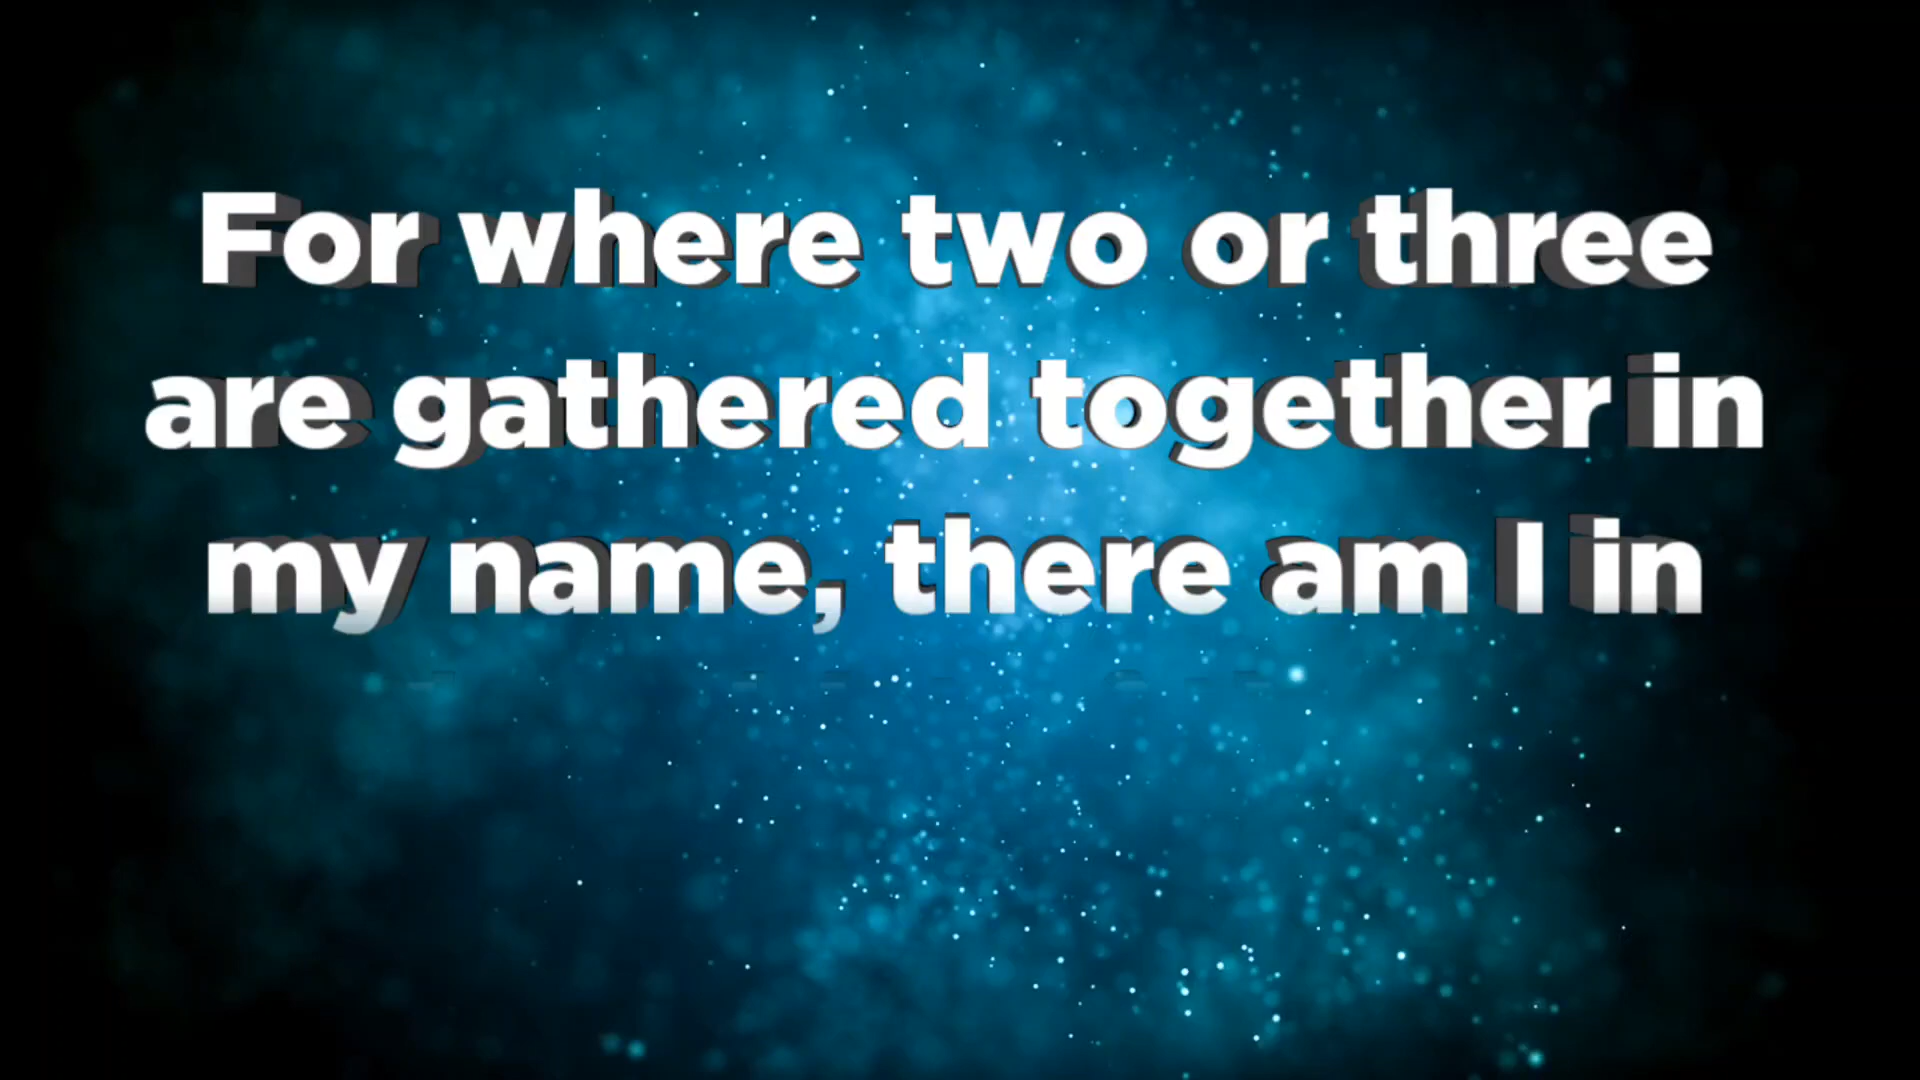 For where two or three
are gathered together in
my name, there am I in